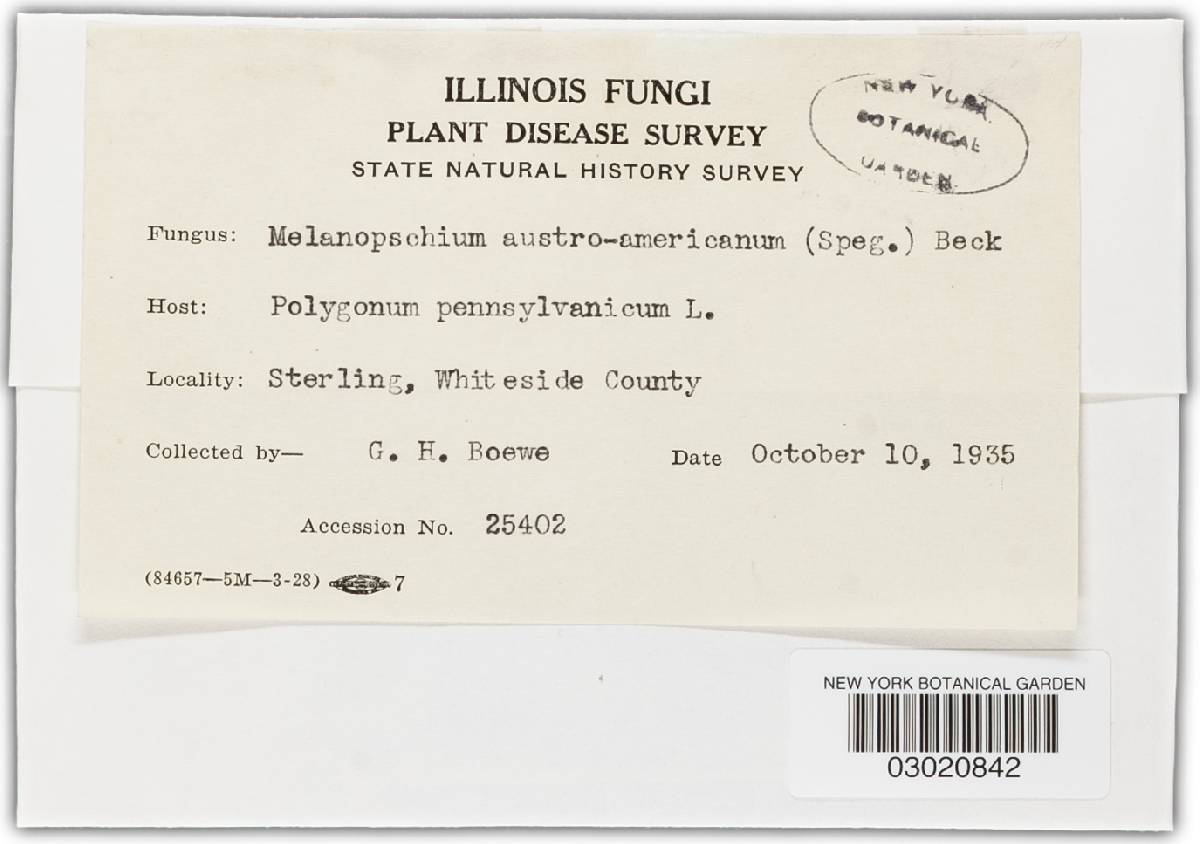 ILLINOIS FUNGI
PLANT DISEASE SURVEY
STATE NATURAL HISTORY SURVEY
NEW YORK
BOTANICAL
GARDEN
Fungus: Melanopschium austro-americanum (Speg.) Beck
Host: Polygonum pennsylvanicum L.
Locality: Sterling, Whiteside County
Collected by— G. H. Boewe Date October 10, 1935
Accession No. 25402
(84657—5M—3-28) 7
NEW YORK BOTANICAL GARDEN
03020842